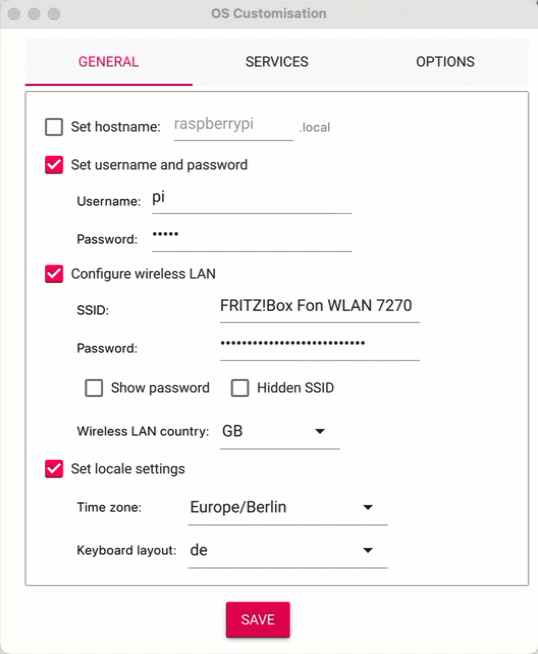 OS Customisation
GENERAL SERVICES OPTIONS
Set hostname: raspberrypi .local
Set username and password
Username: pi
Password: •••••
Configure wireless LAN
SSID: FRITZ!Box Fon WLAN 7270
Password: •••••••••••••••••••••••••••
Show password Hidden SSID
Wireless LAN country: GB
Set locale settings
Time zone: Europe/Berlin
Keyboard layout: de
SAVE